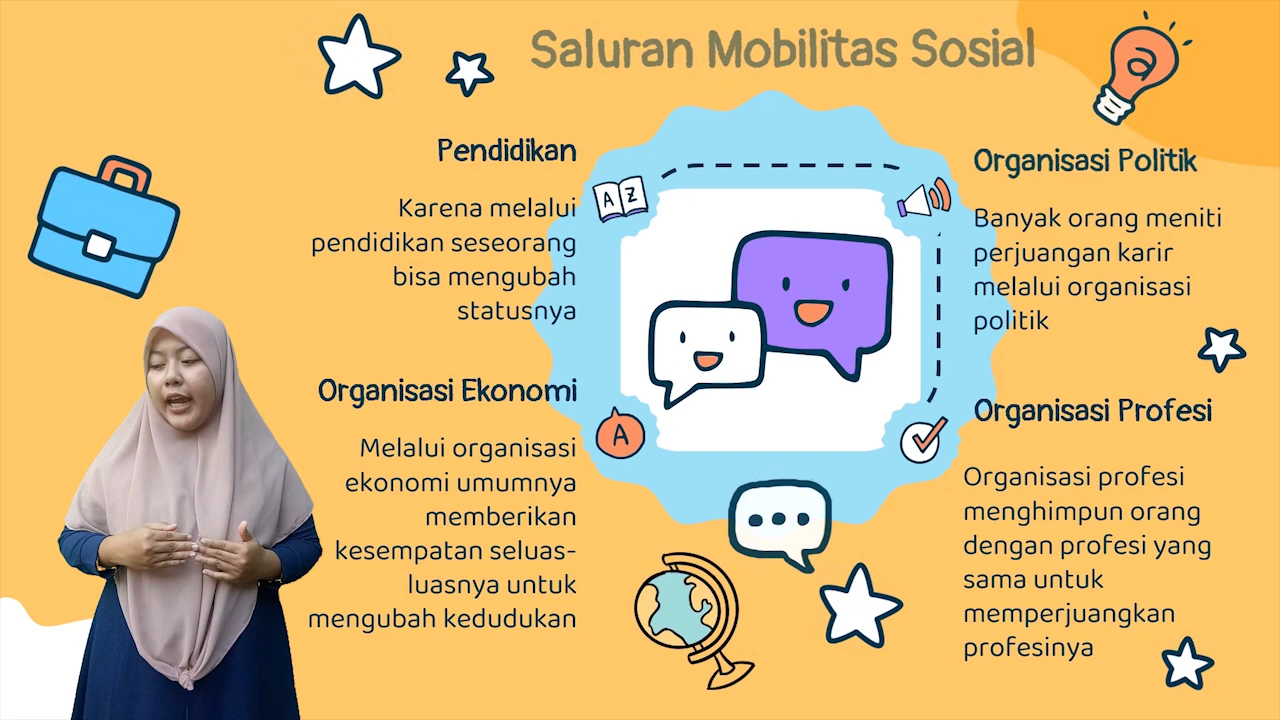 Saluran Mobilitas Sosial
Pendidikan
Karena melalui
pendidikan seseorang
bisa mengubah
statusnya
Organisasi Ekonomi
Melalui organisasi
ekonomi umumnya
memberikan
kesempatan seluas-
luasnya untuk
mengubah kedudukan
A Z
A
Organisasi Politik
Banyak orang meniti
perjuangan karir
melalui organisasi
politik
Organisasi Profesi
Organisasi profesi
menghimpun orang
dengan profesi yang
sama untuk
memperjuangkan
profesinya